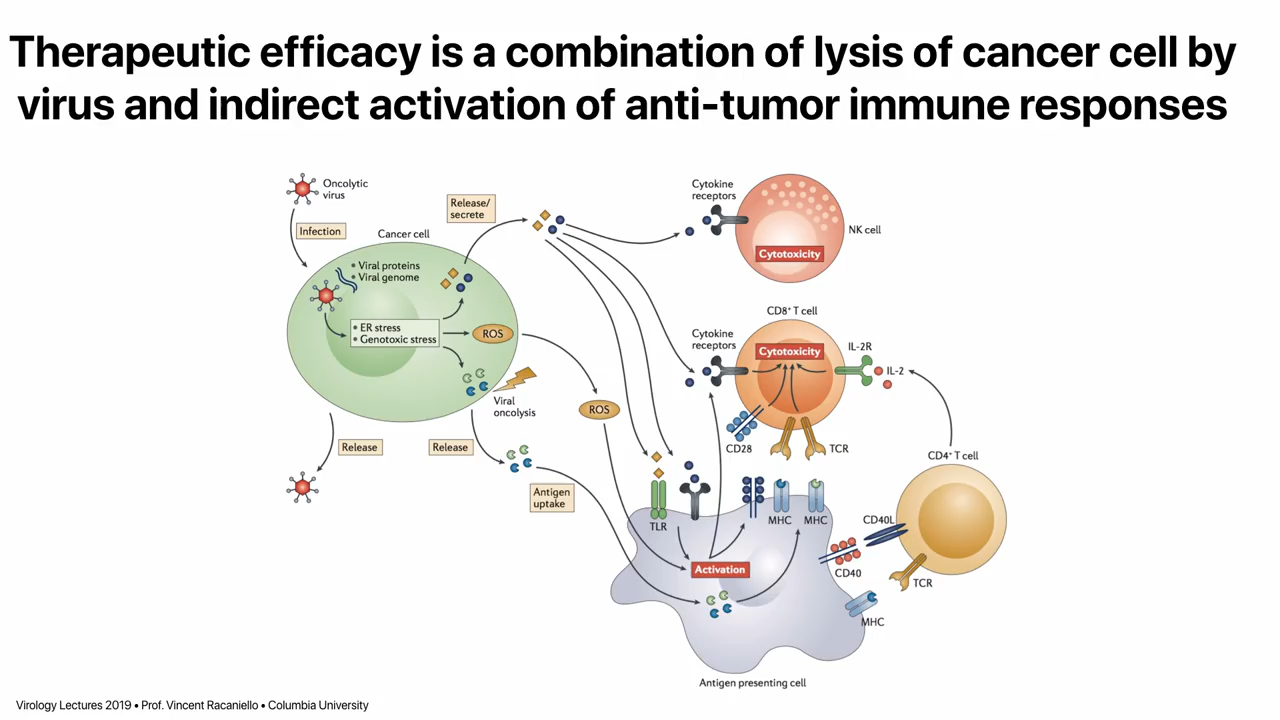 Therapeutic efficacy is a combination of lysis of cancer cell by
virus and indirect activation of anti-tumor immune responses
Oncolytic
virus
Infection
Cancer cell
Release/
secrete
• Viral proteins
• Viral genome
• ER stress
• Genotoxic stress
ROS
Viral
oncolysis
Release
Release
Antigen
uptake
ROS
Cytokine
receptors
NK cell
Cytotoxicity
CD8⁺ T cell
Cytokine
receptors
Cytotoxicity
IL-2R
IL-2
CD28
TCR
CD4⁺ T cell
TLR
MHC
MHC
CD40L
CD40
TCR
MHC
Activation
Antigen presenting cell
Virology Lectures 2019 • Prof. Vincent Racaniello • Columbia University